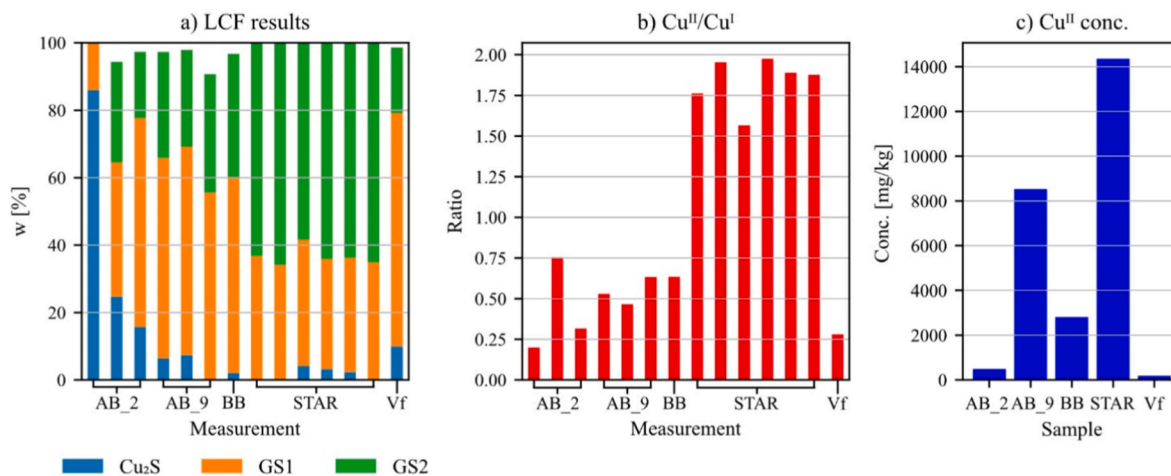 a) LCF results
100
80
60
40
20
0
w [%]
AB_2 AB_9 BB STAR Vf
Measurement
Cu₂S GS1 GS2
b) Cuᴵᴵ/Cuᴵ
2.00
1.75
1.50
1.25
1.00
0.75
0.50
0.25
0.00
Ratio
AB_2 AB_9 BB STAR Vf
Measurement
c) Cuᴵᴵ conc.
14000
12000
10000
8000
6000
4000
2000
0
Conc. [mg/kg]
AB_2 AB_9 BB STAR Vf
Sample